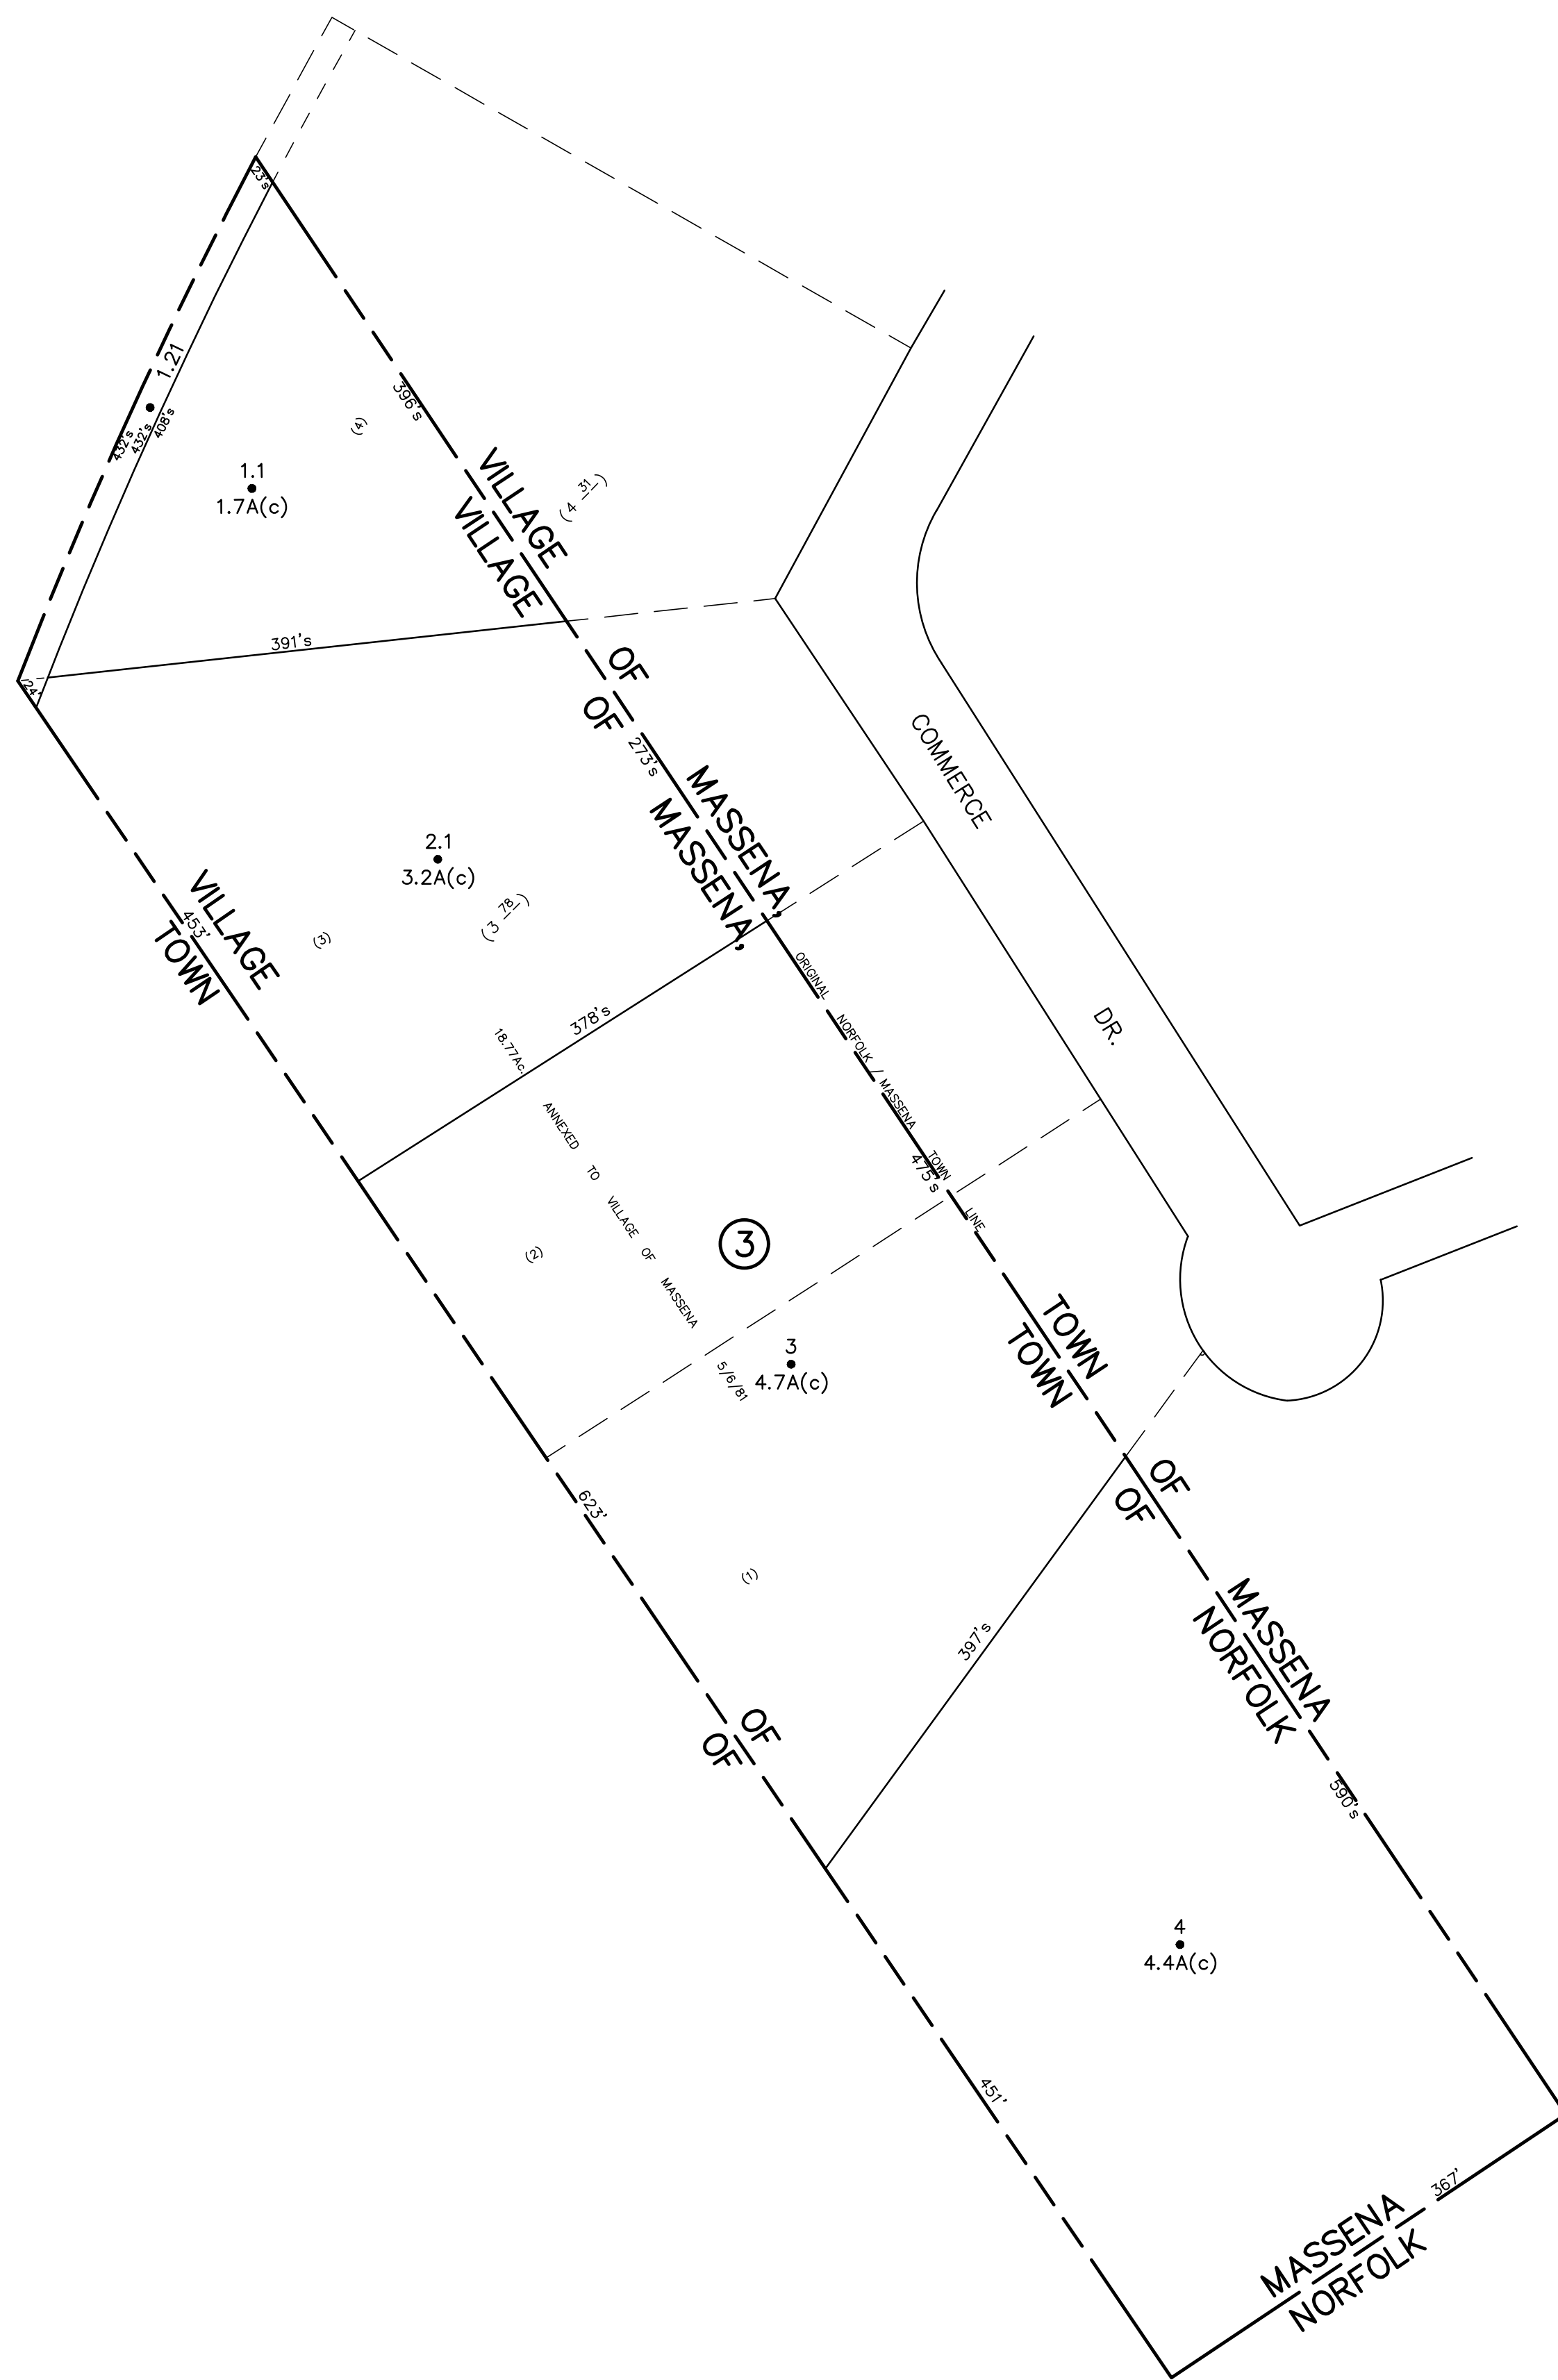 23's
1.21
432's
432's
408's
396's
(4)
1.1
1.7A(c)
(4 31)
VILLAGE OF MASSENA, TOWN OF MASSENA
VILLAGE OF MASSENA, TOWN OF NORFOLK
391's
24'
273's
COMMERCE DR.
2.1
3.2A(c)
(3)
(3 78)
453'
VILLAGE OF MASSENA
TOWN OF NORFOLK
378's
ORIGINAL NORFOLK / MASSENA TOWN LINE
475's
18.77Ac. ANNEXED TO VILLAGE OF MASSENA 5/6/81
(2)
3
3
4.7A(c)
623'
(1)
397's
590's
4
4.4A(c)
451'
367'